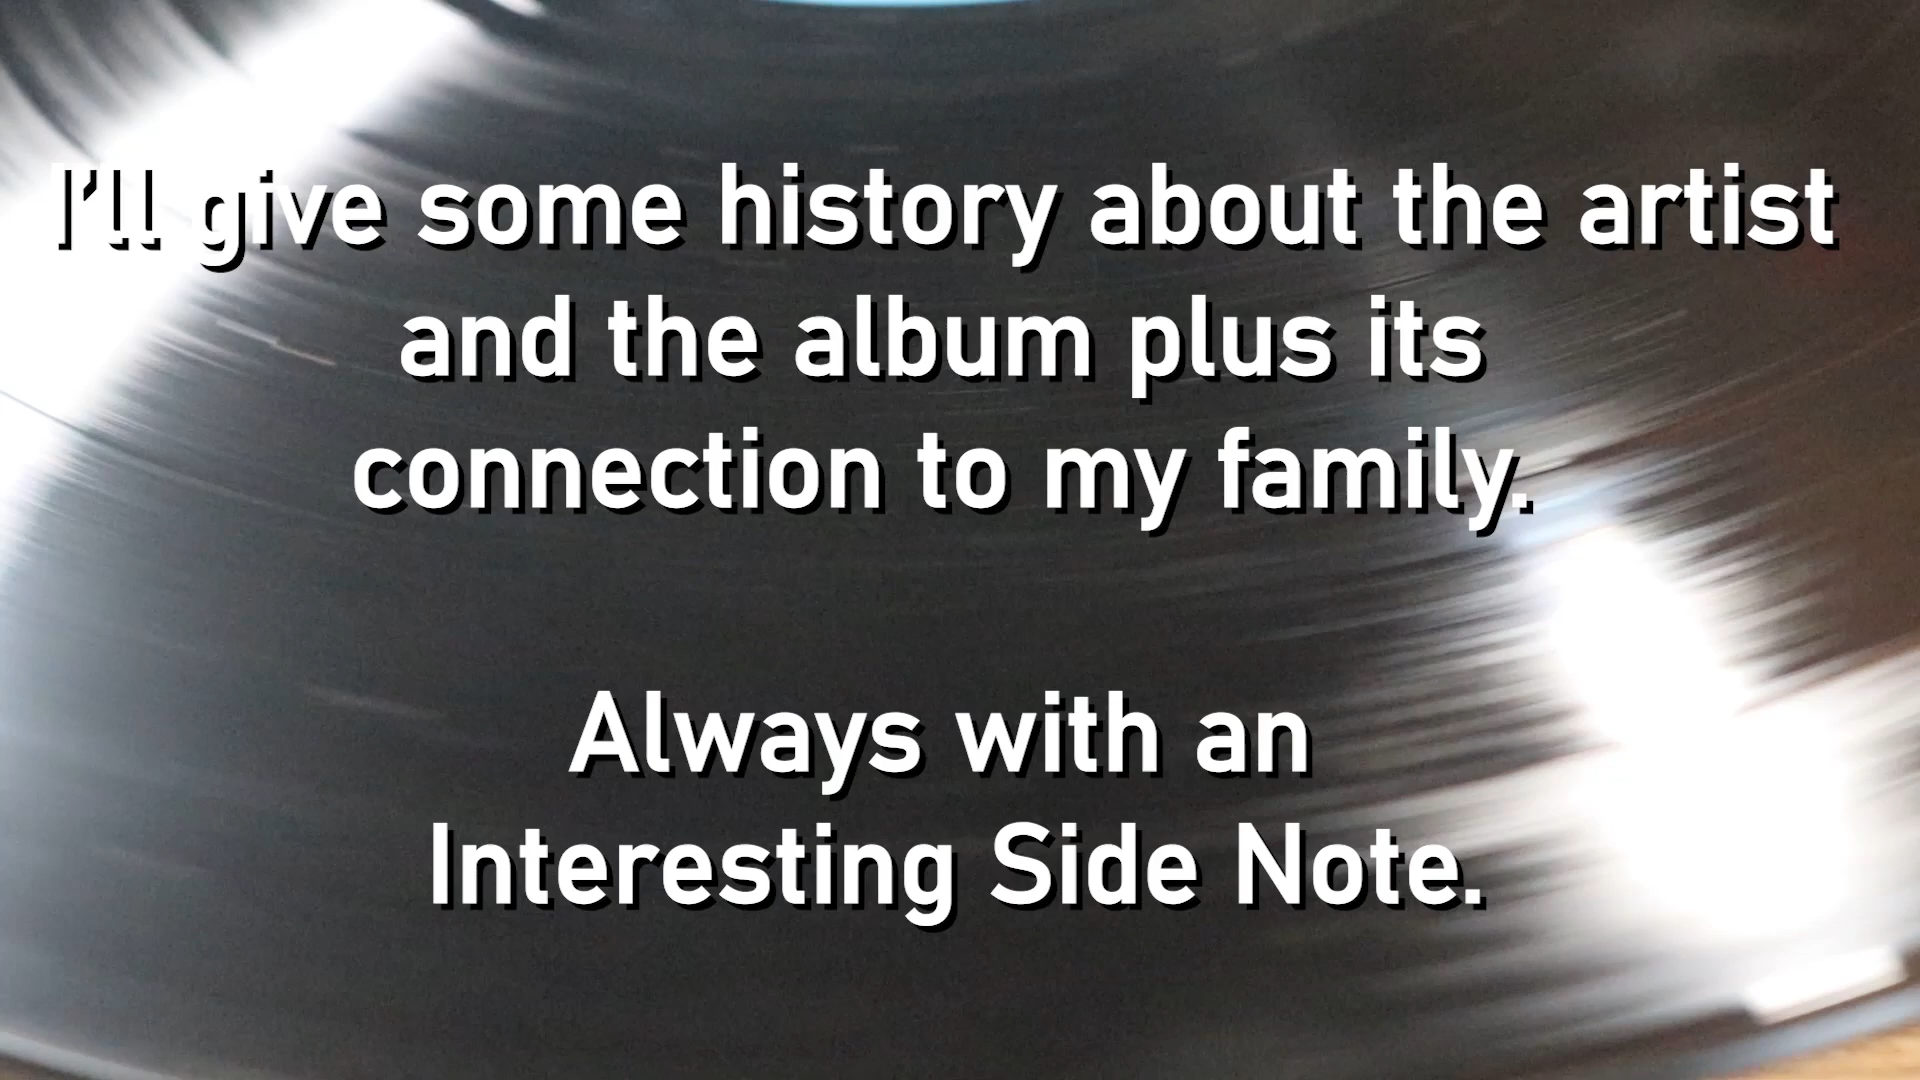 I'll give some history about the artist
and the album plus its
connection to my family.
Always with an
Interesting Side Note.